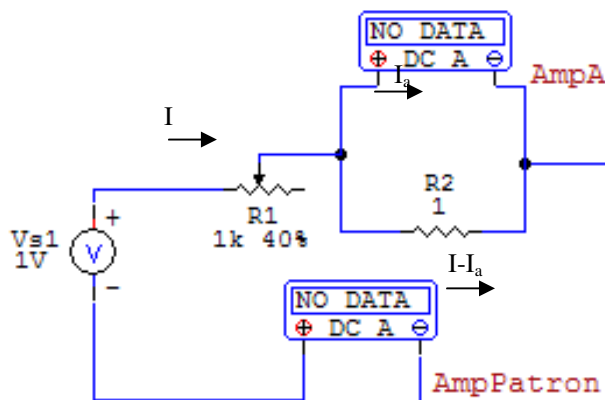 NO DATA
DC A
AmpA
Ia
I
R1
1k 40%
R2
1
Vs1
1V
+
V
-
I-Ia
NO DATA
DC A
AmpPatron